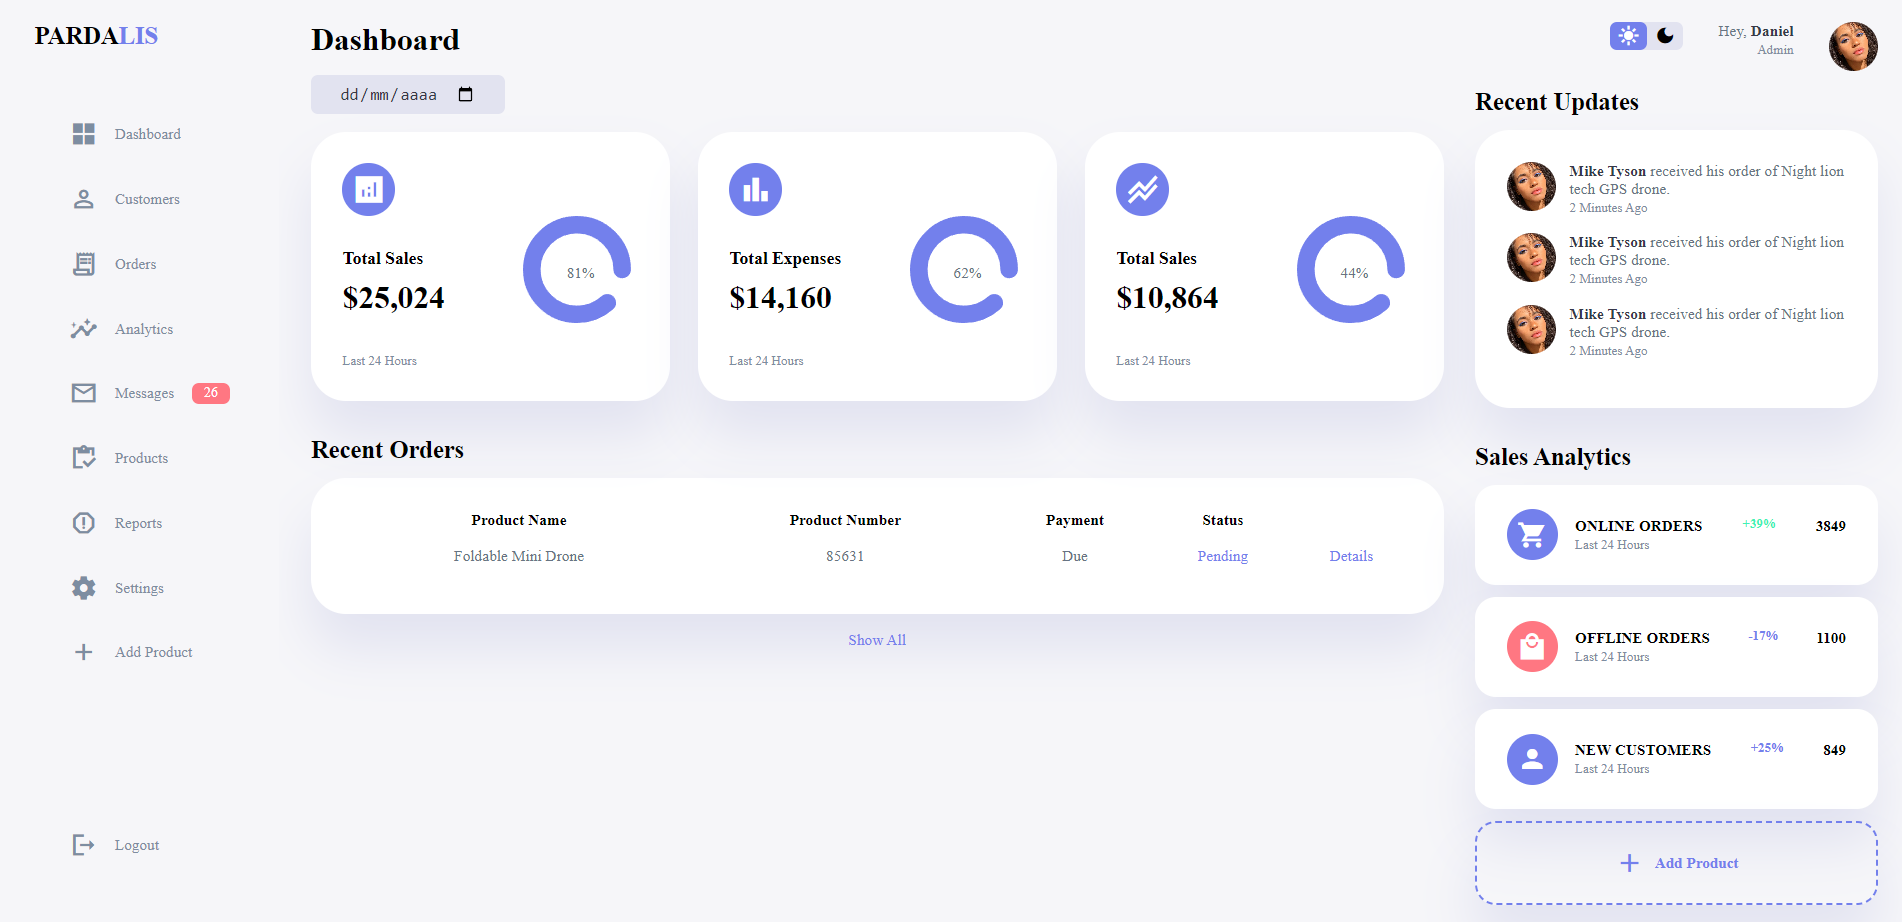 PARDALIS
Dashboard
Customers
Orders
Analytics
Messages 26
Products
Reports
Settings
Add Product
Logout
Dashboard
dd/mm/aaaa
Total Sales
$25,024
81%
Last 24 Hours
Total Expenses
$14,160
62%
Last 24 Hours
Total Sales
$10,864
44%
Last 24 Hours
Recent Orders
Product Name Product Number Payment Status
Foldable Mini Drone 85631 Due Pending Details
Show All
Hey, Daniel
Admin
Recent Updates
Mike Tyson received his order of Night lion
tech GPS drone.
2 Minutes Ago
Mike Tyson received his order of Night lion
tech GPS drone.
2 Minutes Ago
Mike Tyson received his order of Night lion
tech GPS drone.
2 Minutes Ago
Sales Analytics
ONLINE ORDERS +39% 3849
Last 24 Hours
OFFLINE ORDERS -17% 1100
Last 24 Hours
NEW CUSTOMERS +25% 849
Last 24 Hours
Add Product